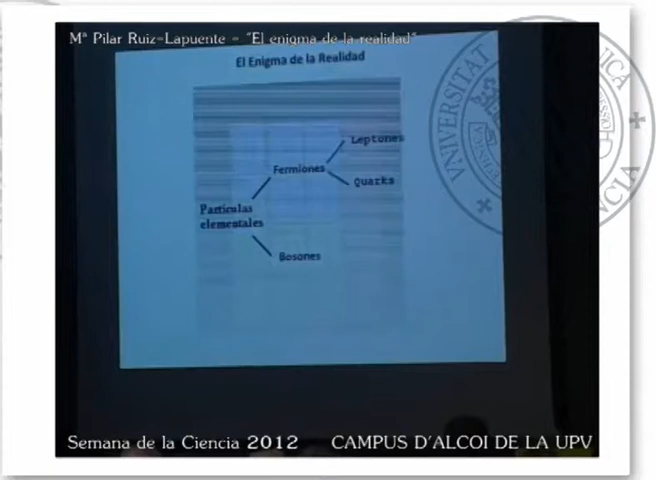 Mª Pilar Ruiz-Lapuente - "El enigma de la realidad"
El Enigma de la Realidad
Leptones
Fermiones
Quarks
Partículas
elementales
Bosones
UNIVERSITAT
Semana de la Ciencia 2012 CAMPUS D'ALCOI DE LA UPV